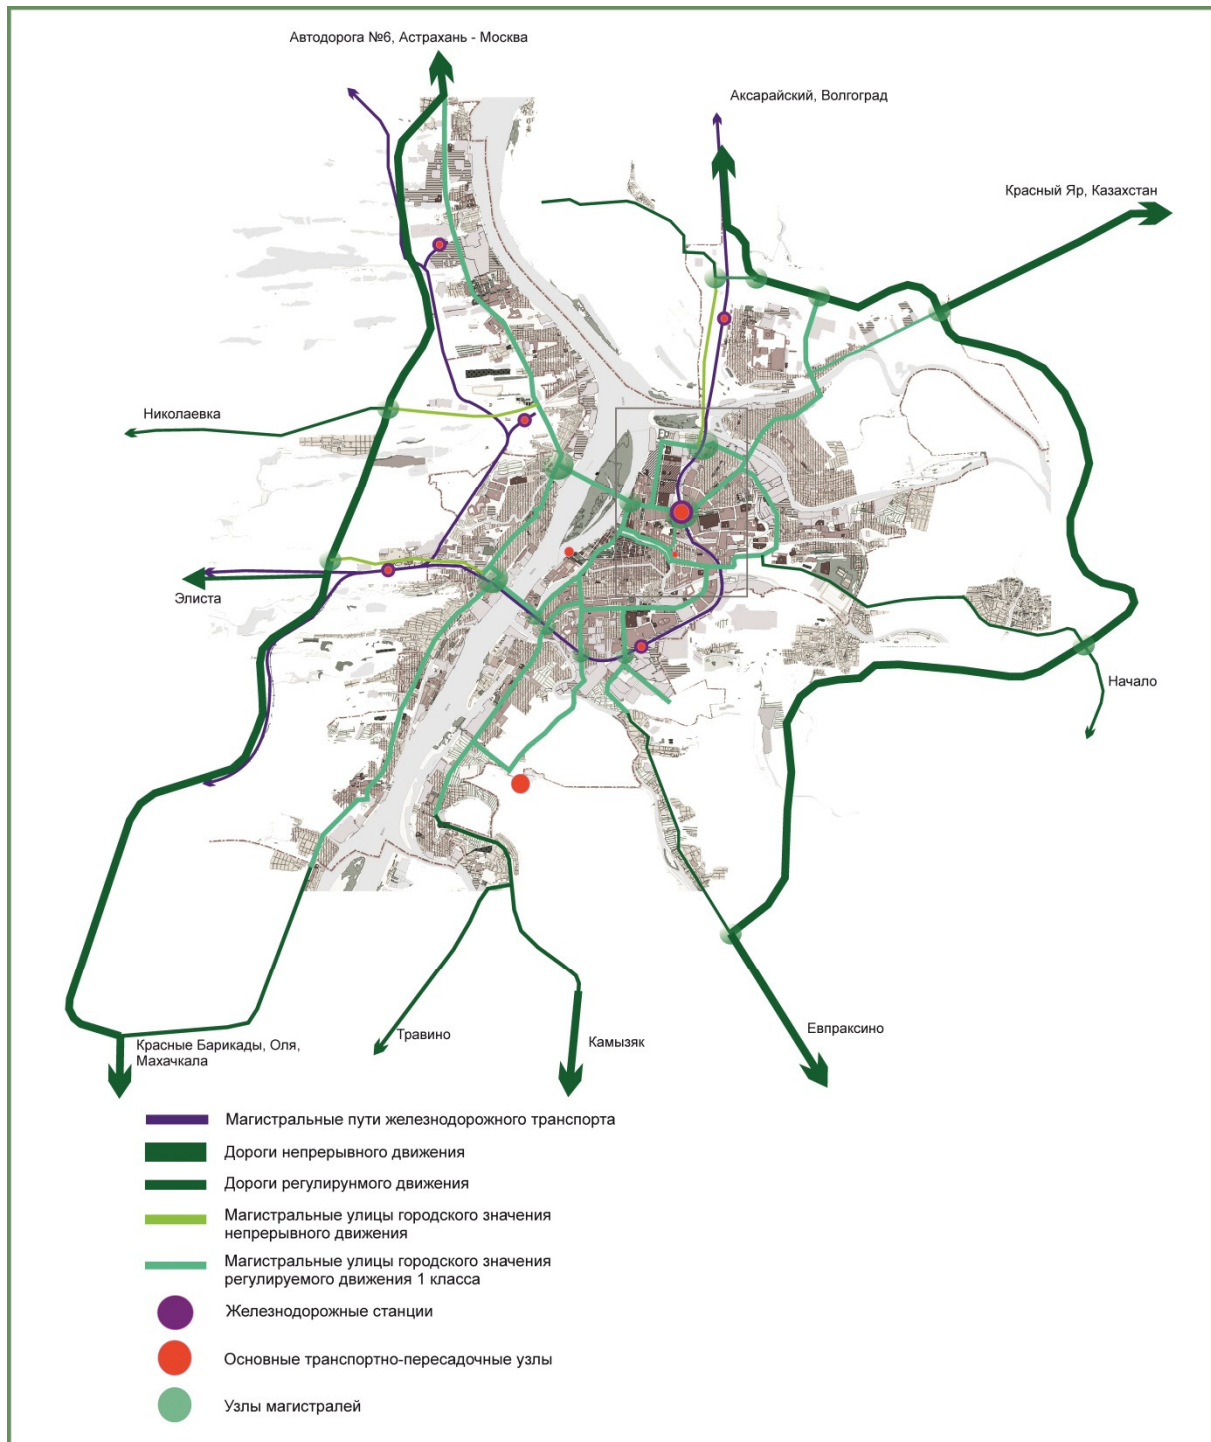 Автодорога №6, Астрахань - Москва
Аксарайский, Волгоград
Красный Яр, Казахстан
Николаевка
Элиста
Начало
Евпраксино
Травино
Камызяк
Красные Барикады, Оля,
Махачкала
Магистральные пути железнодорожного транспорта
Дороги непрерывного движения
Дороги регулирунмого движения
Магистральные улицы городского значения
непрерывного движения
Магистральные улицы городского значения
регулируемого движения 1 класса
Железнодорожные станции
Основные транспортно-пересадочные узлы
Узлы магистралей